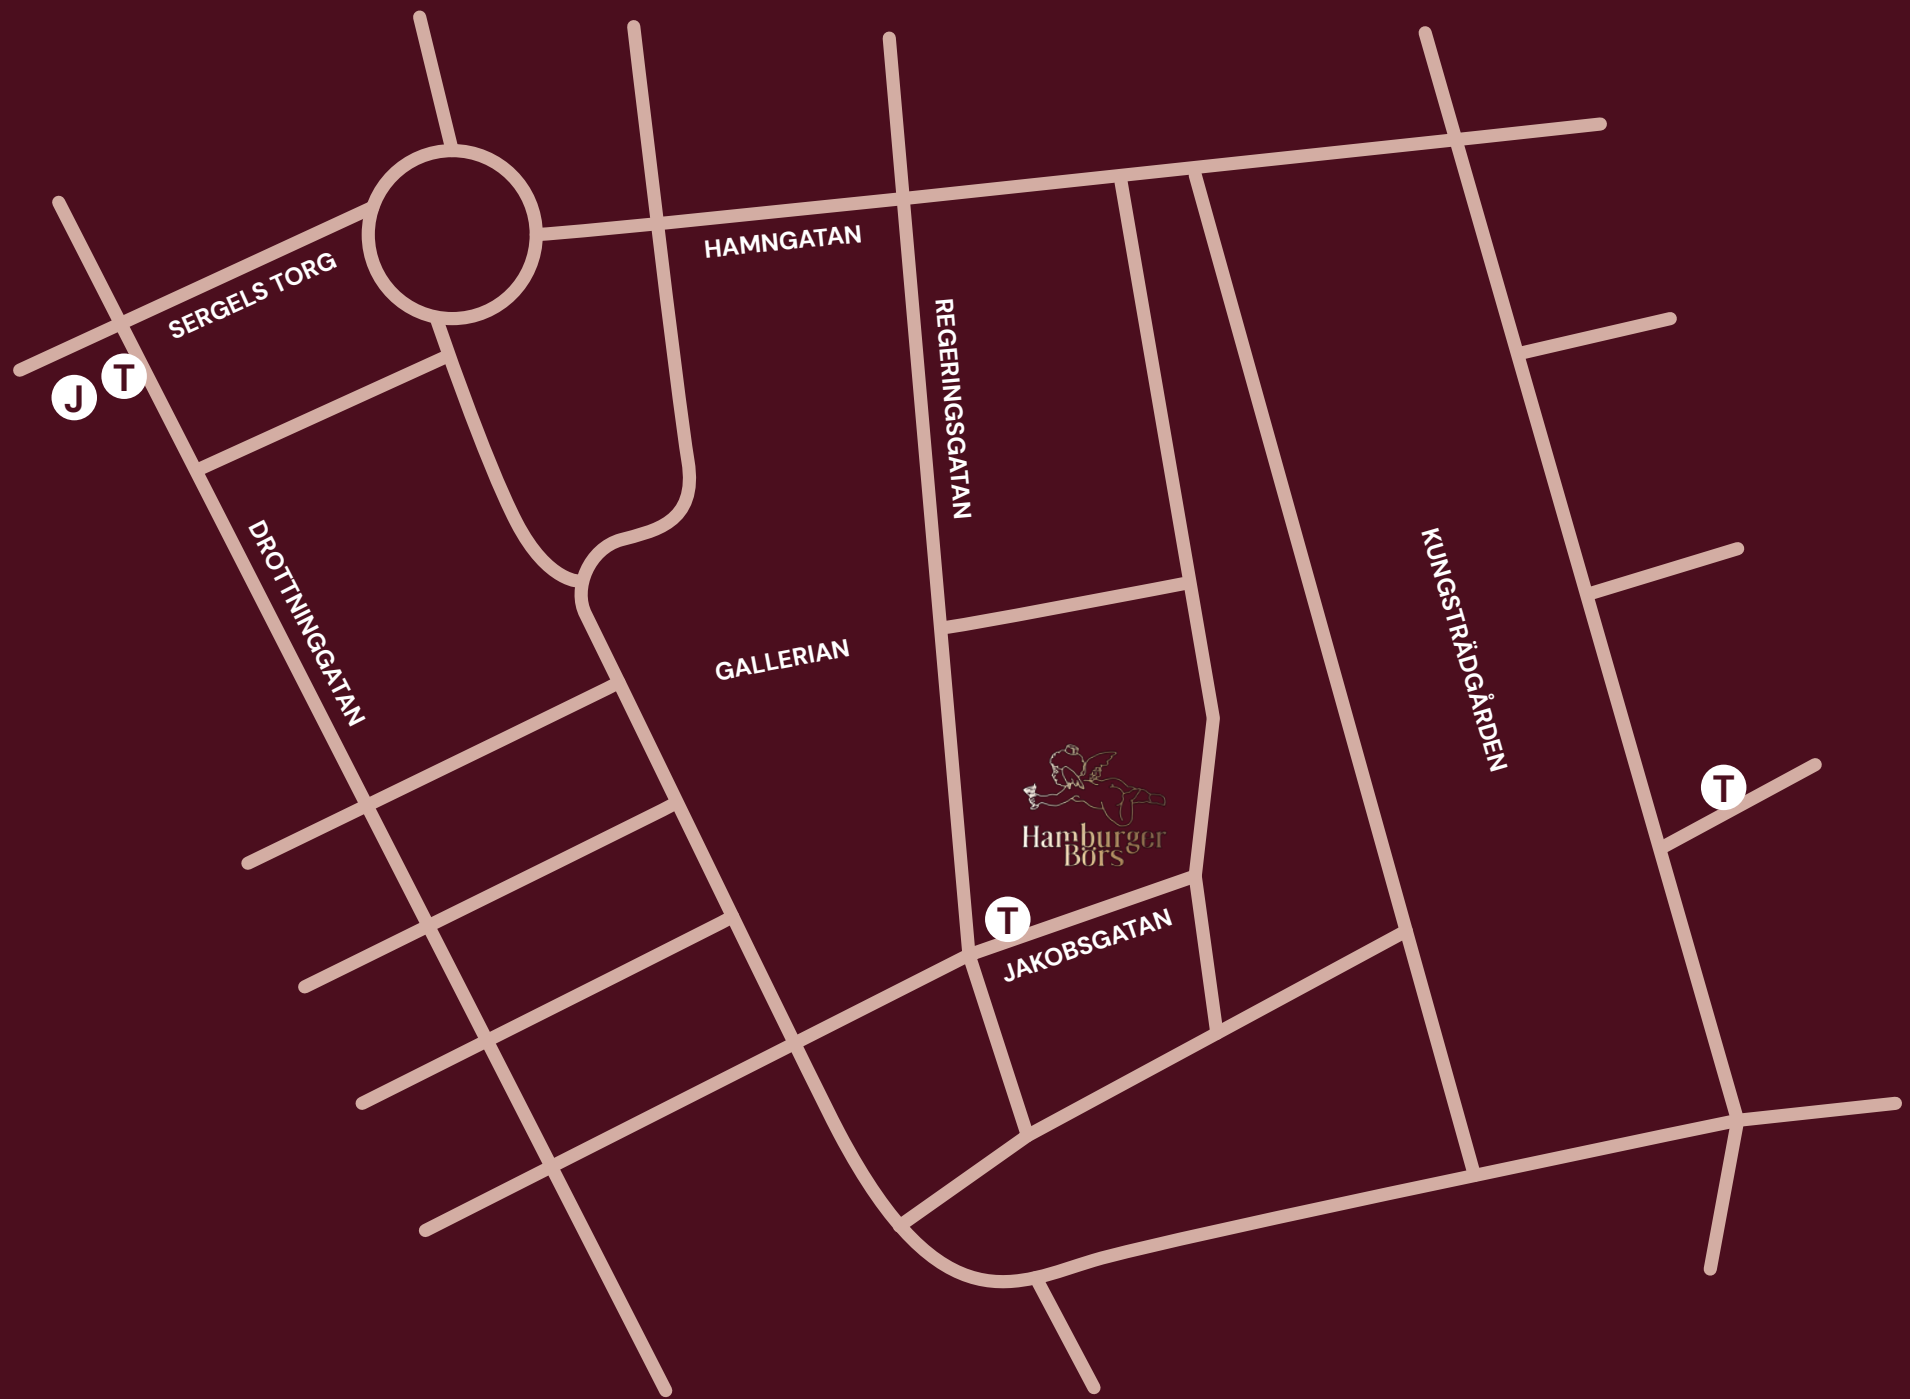 HAMNGATAN
SERGELS TORG
J
T
REGERINGSGATAN
DROTTNINGGATAN
KUNGSTRÄDGÅRDEN
GALLERIAN
T
Hamburger
Börs
T
JAKOBSGATAN